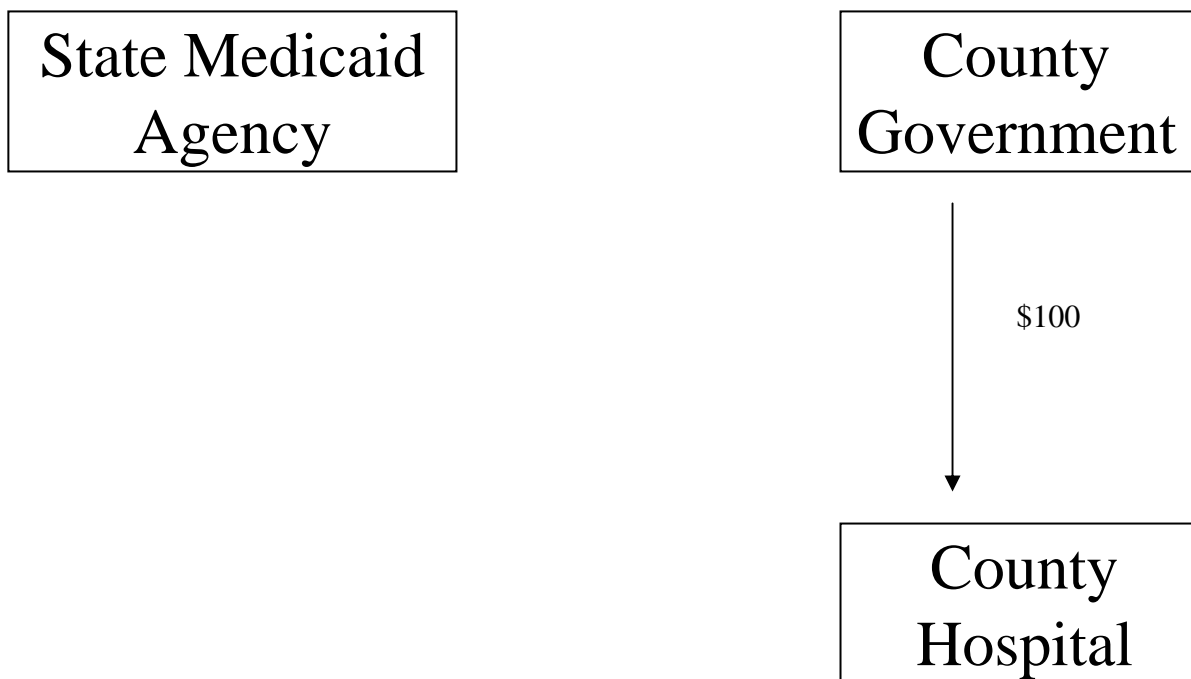 State Medicaid
Agency
County
Government
$100
County
Hospital